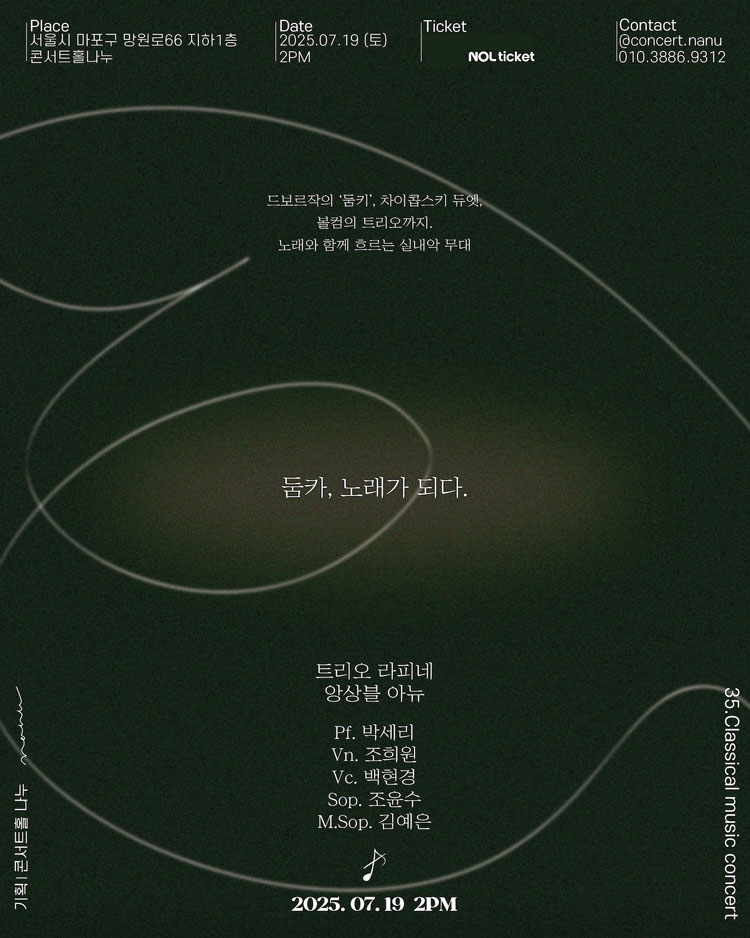 Place
서울시 마포구 망원로66 지하1층
콘서트홀나누
Date
2025.07.19 (토)
2PM
Ticket
NOL ticket
Contact
@concert.nanu
010.3886.9312
드보르작의 ‘둠키’, 차이콥스키 듀엣,
볼컴의 트리오까지.
노래와 함께 흐르는 실내악 무대
둠카, 노래가 되다.
트리오 라피네
앙상블 아뉴
Pf. 박세리
Vn. 조희원
Vc. 백현경
Sop. 조윤수
M.Sop. 김예은
2025. 07. 19 2PM
기획 | 콘서트홀 나누
nanu
35.Classical music concert